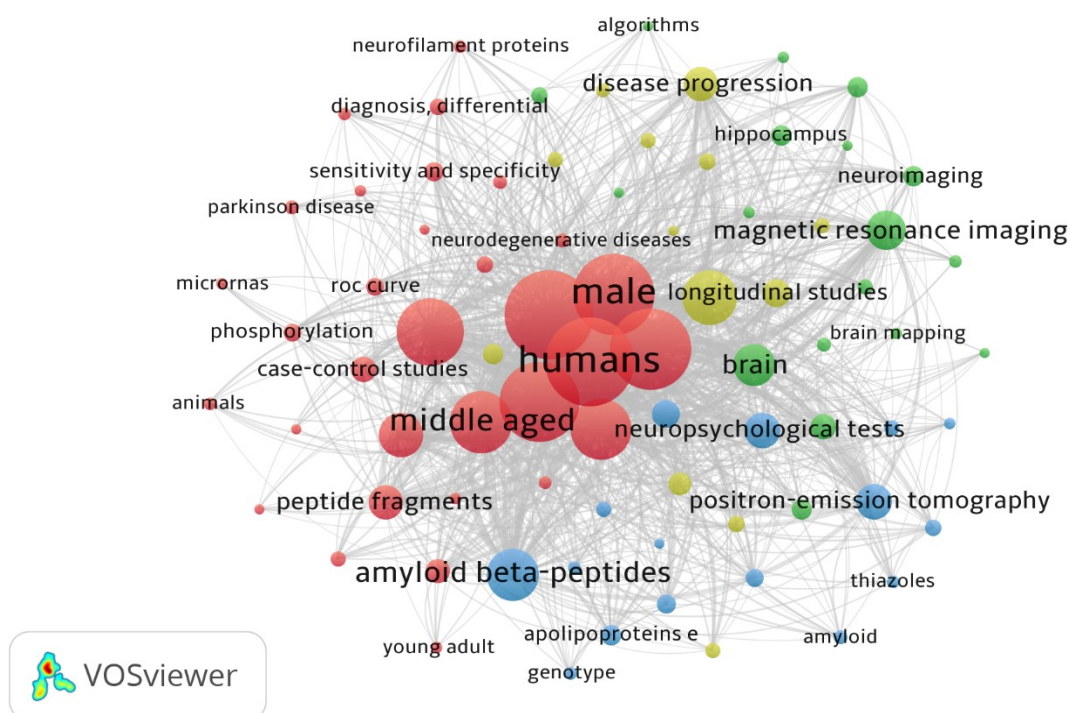 algorithms
neurofilament proteins
disease progression
diagnosis, differential
hippocampus
sensitivity and specificity
neuroimaging
parkinson disease
magnetic resonance imaging
neurodegenerative diseases
micrornas
roc curve
male
longitudinal studies
phosphorylation
brain mapping
humans
case-control studies
brain
animals
middle aged
neuropsychological tests
peptide fragments
positron-emission tomography
amyloid beta-peptides
thiazoles
apolipoproteins e
amyloid
young adult
genotype
VOSviewer